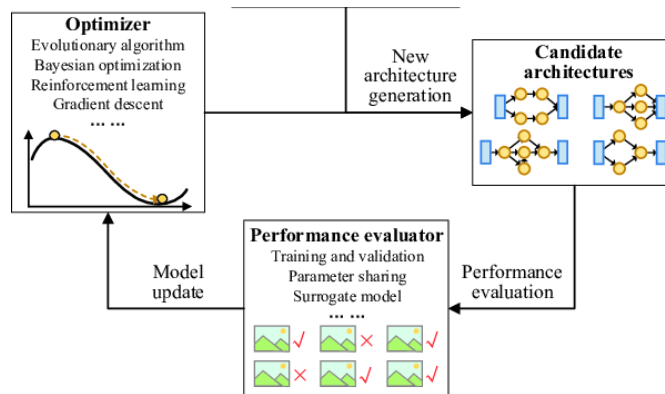 Optimizer
Evolutionary algorithm
Bayesian optimization
Reinforcement learning
Gradient descent
... ...
New
architecture
generation
Candidate
architectures
Performance evaluator
Training and validation
Parameter sharing
Surrogate model
... ...
Model
update
Performance
evaluation